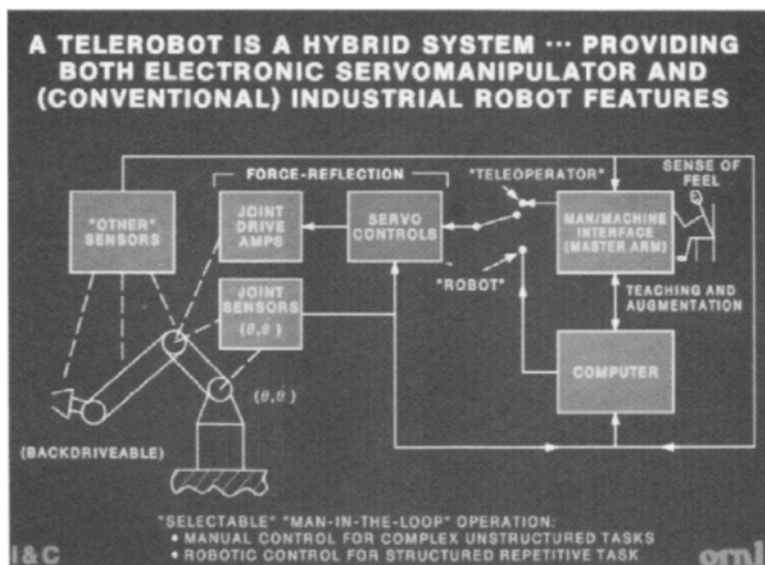 A TELEROBOT IS A HYBRID SYSTEM ··· PROVIDING
BOTH ELECTRONIC SERVOMANIPULATOR AND
(CONVENTIONAL) INDUSTRIAL ROBOT FEATURES
FORCE-REFLECTION
"TELEOPERATOR"
SENSE OF
FEEL
"OTHER"
SENSORS
JOINT
DRIVE
AMPS
SERVO
CONTROLS
MAN/MACHINE
INTERFACE
(MASTER ARM)
JOINT
SENSORS
(θ,θ̇)
"ROBOT"
TEACHING AND
AUGMENTATION
COMPUTER
(θ,θ̇)
(BACKDRIVEABLE)
"SELECTABLE" "MAN-IN-THE-LOOP" OPERATION:
• MANUAL CONTROL FOR COMPLEX UNSTRUCTURED TASKS
• ROBOTIC CONTROL FOR STRUCTURED REPETITIVE TASK
I & C
ornl